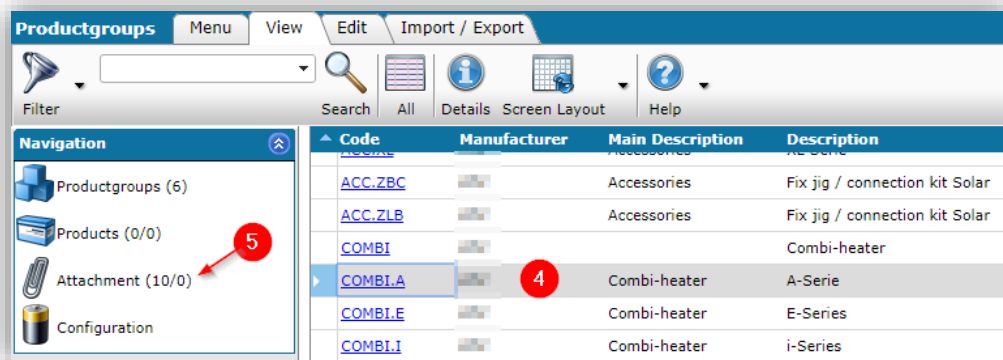 Productgroups Menu View Edit Import / Export
Filter Search All Details Screen Layout Help
Navigation
Productgroups (6)
Products (0/0)
5
Attachment (10/0)
Configuration
Code Manufacturer Main Description Description
ACC.ZBC Accessories Fix jig / connection kit Solar
ACC.ZLB Accessories Fix jig / connection kit Solar
COMBI Combi-heater
COMBI.A 4 Combi-heater A-Serie
COMBI.E Combi-heater E-Series
COMBI.I Combi-heater i-Series